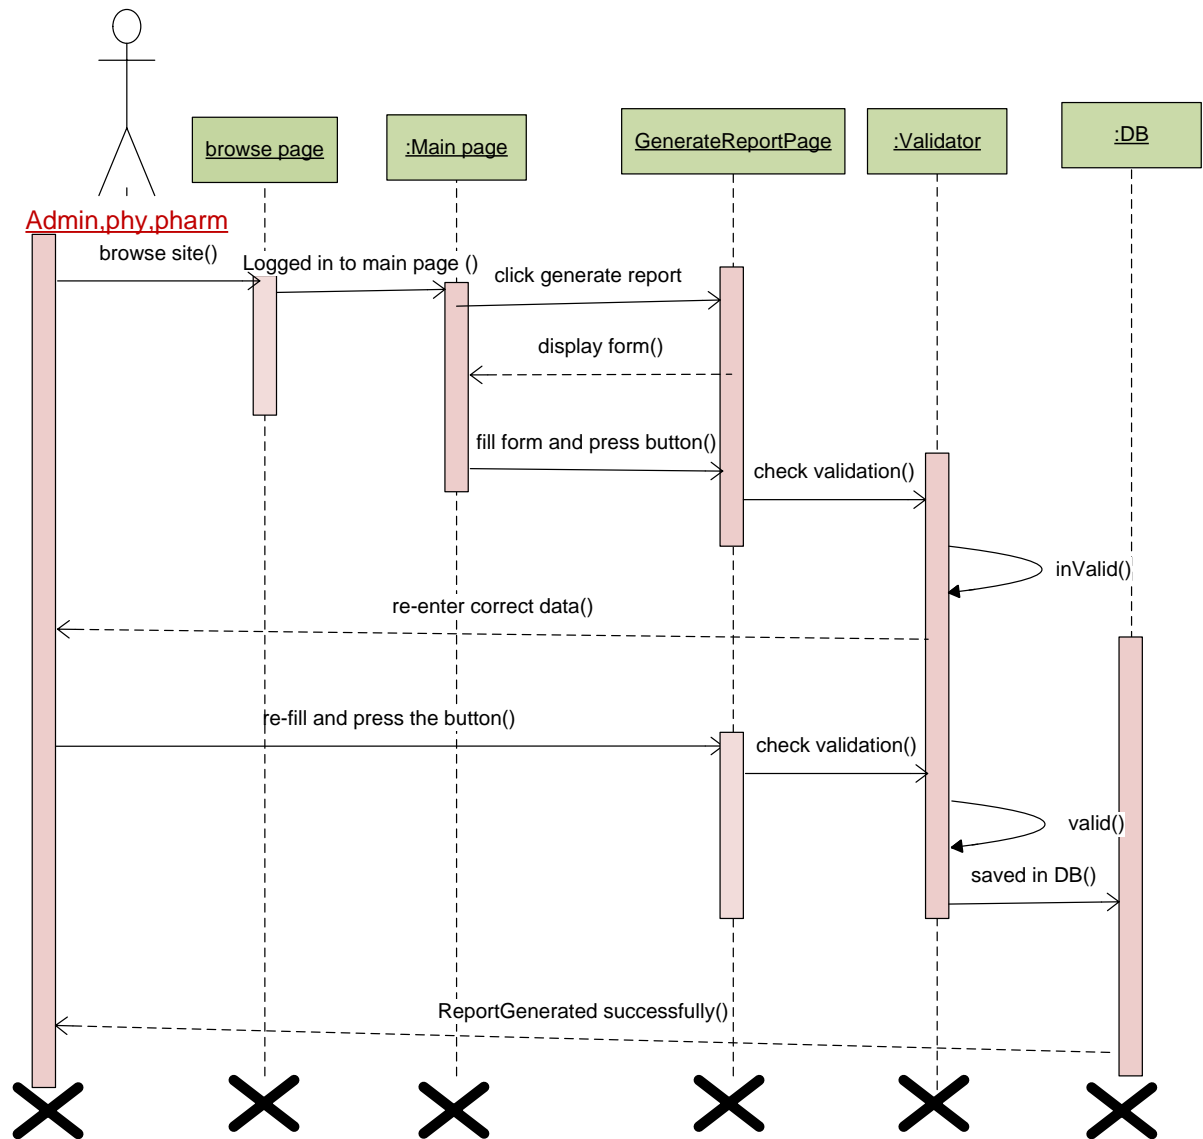 browse page
:Main page
GenerateReportPage
:Validator
:DB
Admin,phy,pharm
browse site()
Logged in to main page ()
click generate report
display form()
fill form and press button()
check validation()
inValid()
re-enter correct data()
re-fill and press the button()
check validation()
valid()
saved in DB()
ReportGenerated successfully()